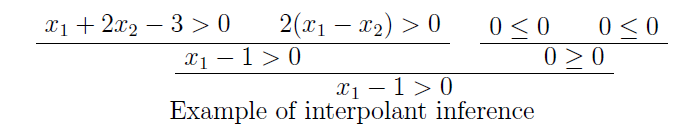 x₁ + 2x₂ − 3 > 0 2(x₁ − x₂) > 0 0 ≤ 0 0 ≤ 0
x₁ − 1 > 0 0 ≥ 0
x₁ − 1 > 0
Example of interpolant inference